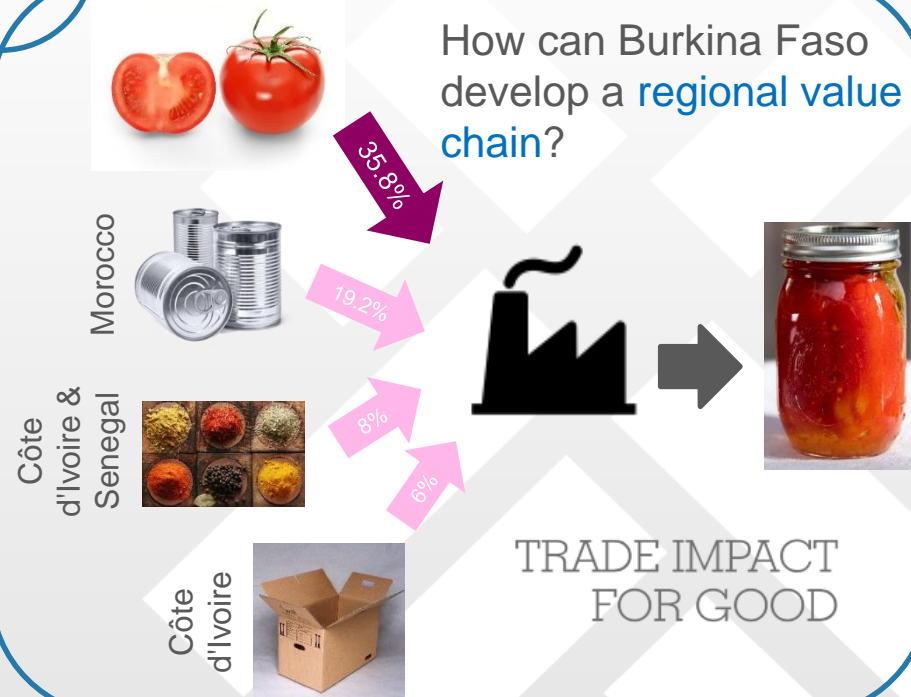 How can Burkina Faso
develop a regional value
chain?
35.8%
Morocco
19.2%
Côte
d'Ivoire &
Senegal
8%
6%
Côte
d'Ivoire
TRADE IMPACT
FOR GOOD